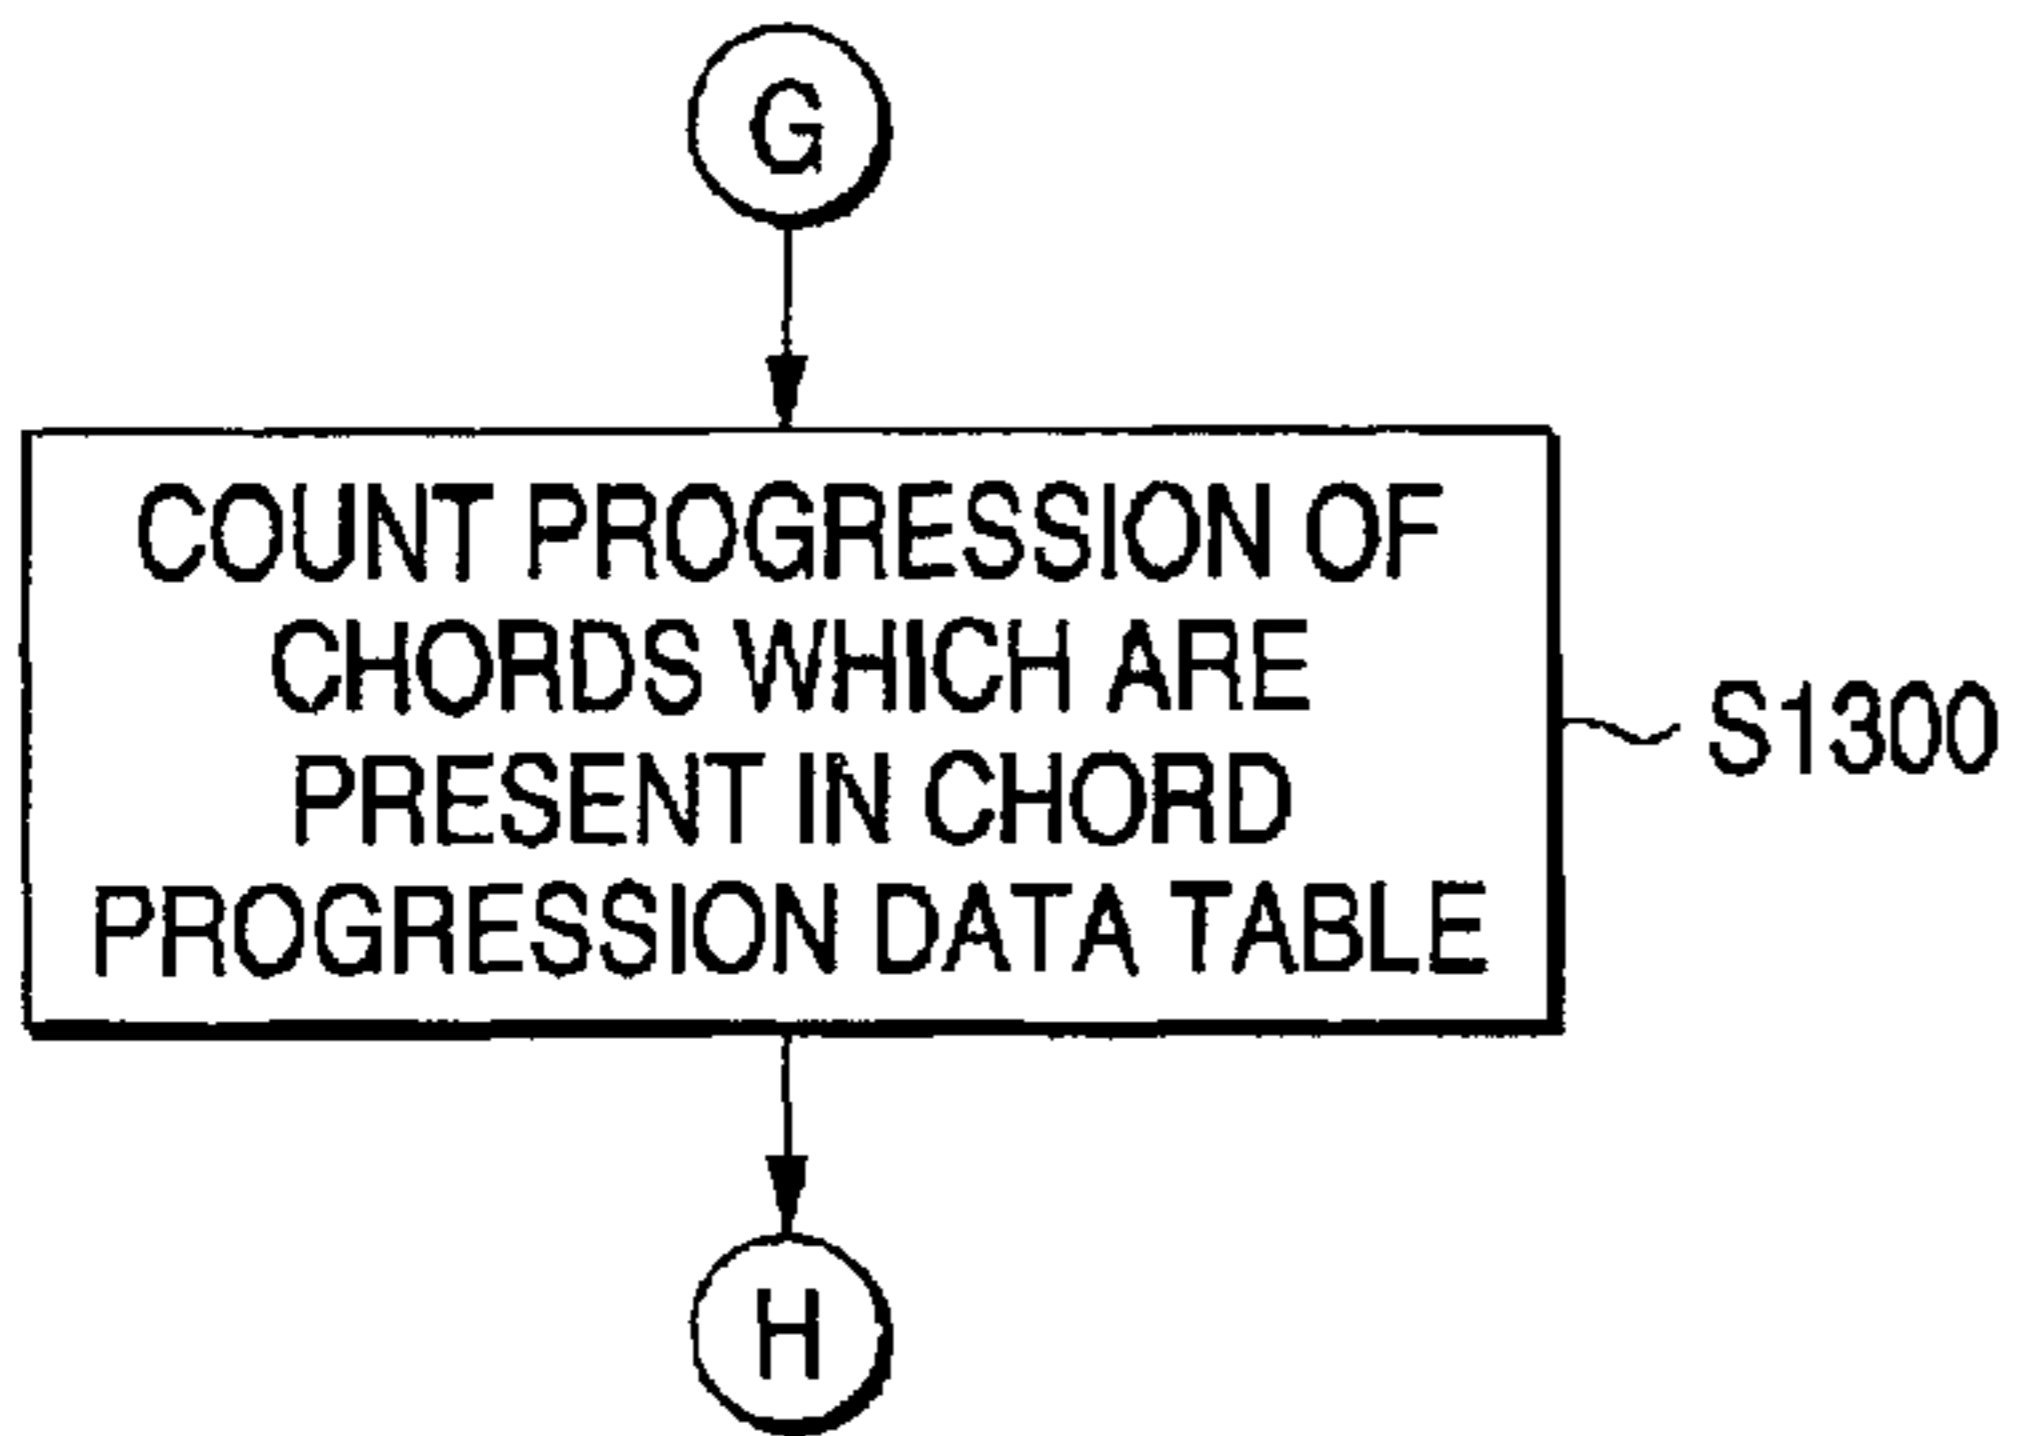 G
COUNT PROGRESSION OF
CHORDS WHICH ARE
PRESENT IN CHORD
PROGRESSION DATA TABLE
S1300
H